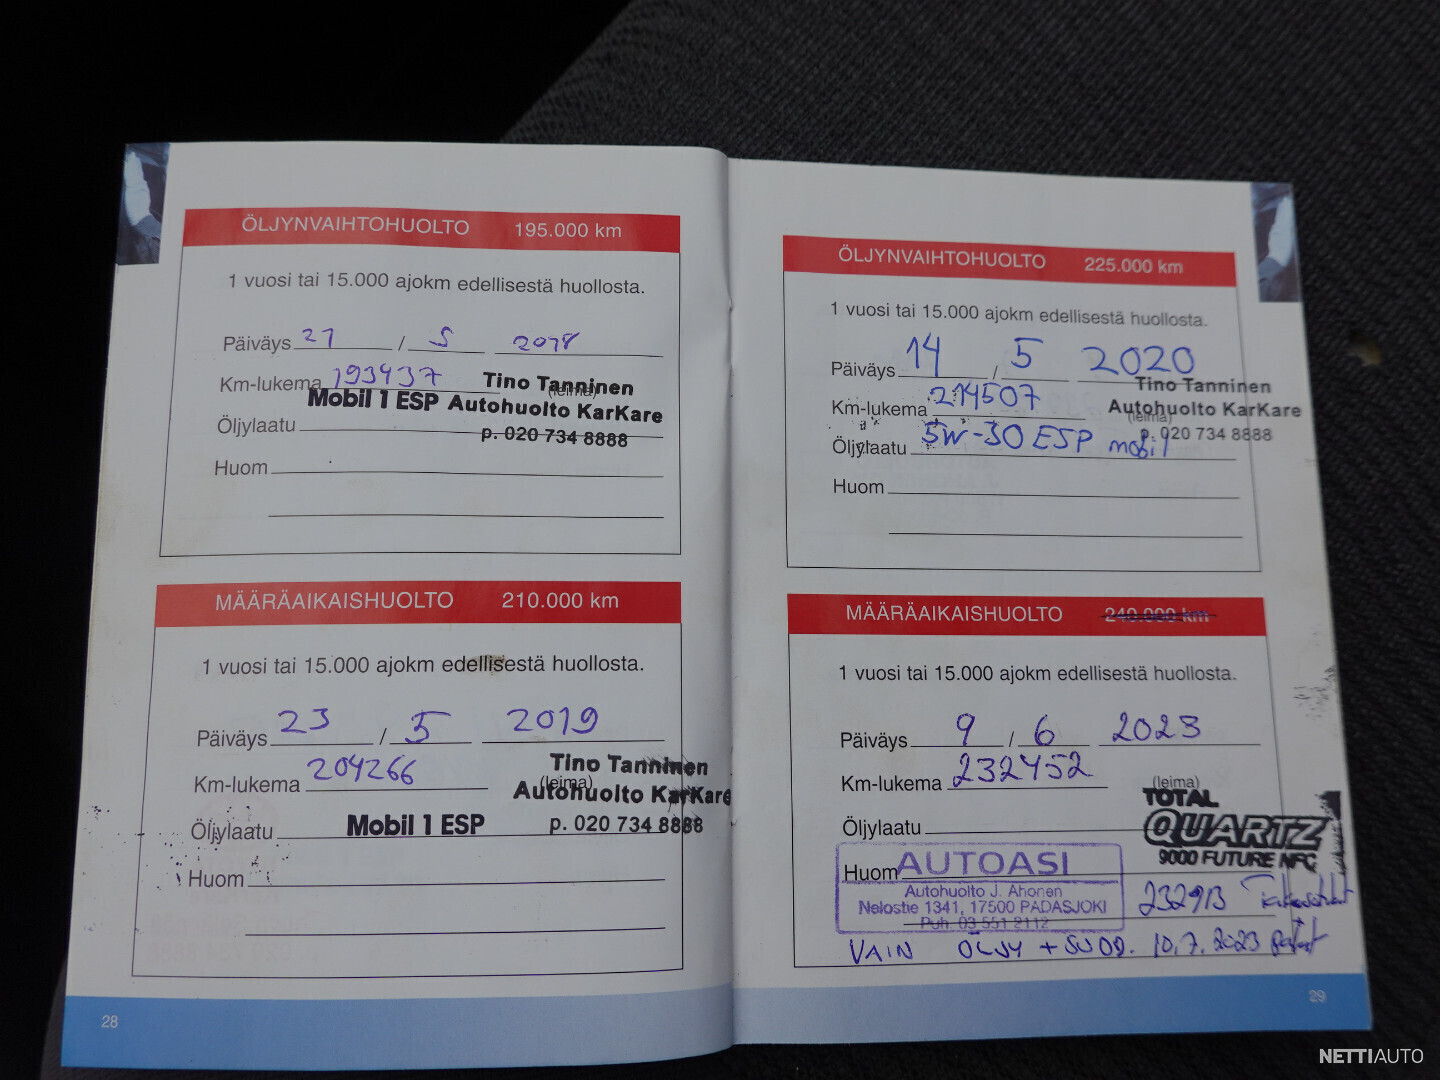 ÖLJYNVAIHTOHUOLTO 195.000 km
1 vuosi tai 15.000 ajokm edellisestä huollosta.
Päiväys 21 / 5 2018
Km-lukema 193437
(leima)
Tino Tanninen
Mobil 1 ESP Autohuolto KarKare
Öljylaatu
p. 020 734 8888
Huom
MÄÄRÄAIKAISHUOLTO 210.000 km
1 vuosi tai 15.000 ajokm edellisestä huollosta.
Päiväys 23 / 5 2019
Km-lukema 204266
(leima)
Tino Tanninen
Autohuolto KarKare
Öljylaatu Mobil 1 ESP p. 020 734 8888
Huom
28
ÖLJYNVAIHTOHUOLTO 225.000 km
1 vuosi tai 15.000 ajokm edellisestä huollosta.
Päiväys 14 / 5 2020
Tino Tanninen
Km-lukema 214507
Autohuolto KarKare
(leima)
p. 020 734 8888
Öljylaatu 5W-30 ESP mobil
Huom
MÄÄRÄAIKAISHUOLTO 240.000 km
1 vuosi tai 15.000 ajokm edellisestä huollosta.
Päiväys 9 / 6 2023
Km-lukema 232452
(leima)
TOTAL
Öljylaatu QUARTZ
9000 FUTURE NFC
Huom AUTOASI
Autohuolto J. Ahonen
Nelostie 1341, 17500 PADASJOKI
Puh. 03 551 2112
232913
VAIN ÖLJY + SUOD. 10.7.2023
29
NETTIAUTO